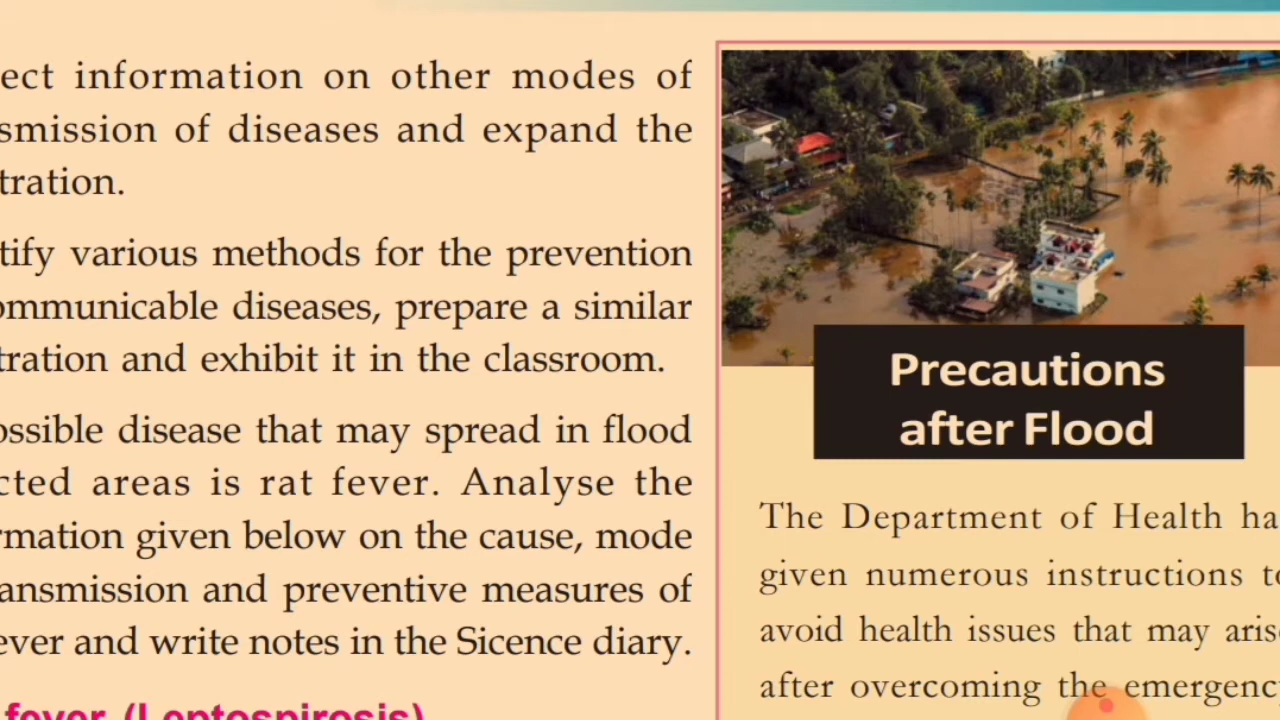 ect information on other modes of
smission of diseases and expand the
tration.
tify various methods for the prevention
ommunicable diseases, prepare a similar
tration and exhibit it in the classroom.
ossible disease that may spread in flood
cted areas is rat fever. Analyse the
rmation given below on the cause, mode
ansmission and preventive measures of
ever and write notes in the Sicence diary.
fever (Leptospirosis)
Precautions
after Flood
The Department of Health ha
given numerous instructions to
avoid health issues that may arise
after overcoming the emergency